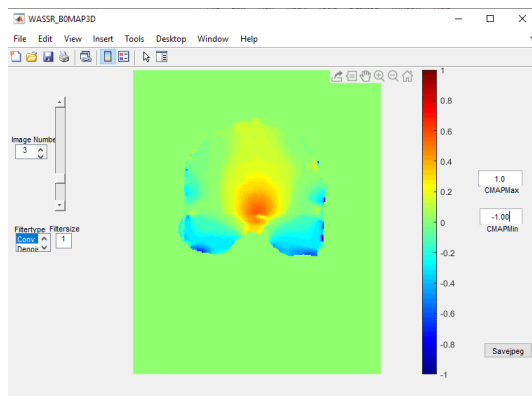 WASSR_B0MAP3D
File Edit View Insert Tools Desktop Window Help
Image Numbe
3
Filtertype Filtersize
Conv 1
Denoi
1
0.8
0.6
0.4
0.2
0
-0.2
-0.4
-0.6
-0.8
-1
1.0
CMAPMax
-1.00
CMAPMin
Savejpeg